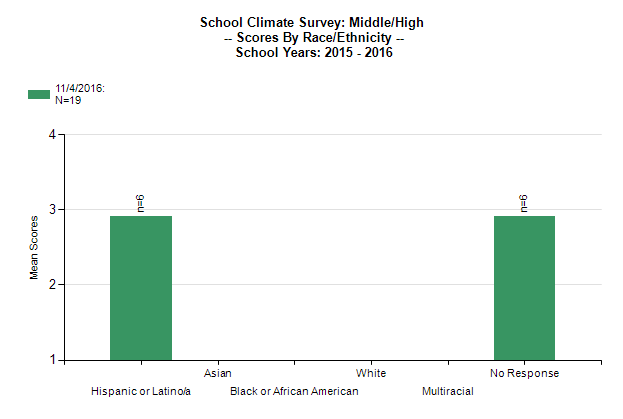 School Climate Survey: Middle/High
-- Scores By Race/Ethnicity --
School Years: 2015 - 2016
11/4/2016:
N=19
4
3
2
1
Mean Scores
n=6
n=6
Asian
White
No Response
Hispanic or Latino/a
Black or African American
Multiracial